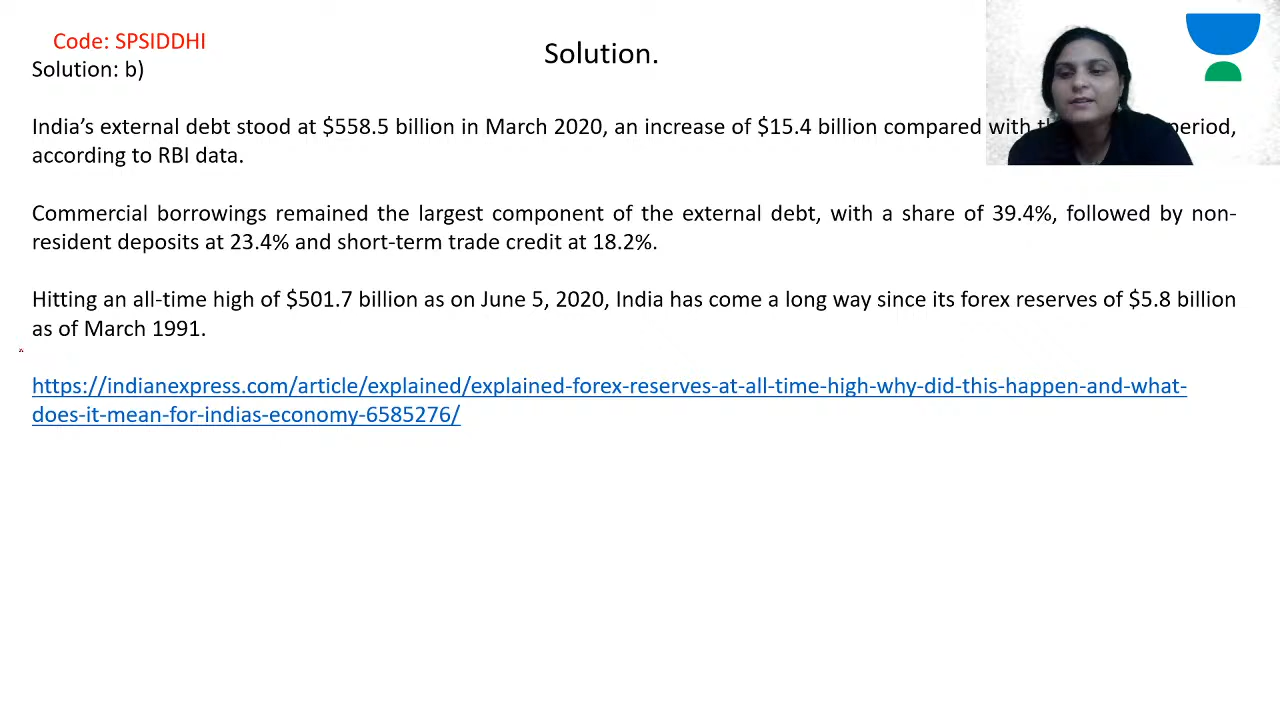 Code: SPSIDDHI
Solution.
Solution: b)
India’s external debt stood at $558.5 billion in March 2020, an increase of $15.4 billion compared with period,
according to RBI data.
Commercial borrowings remained the largest component of the external debt, with a share of 39.4%, followed by non-
resident deposits at 23.4% and short-term trade credit at 18.2%.
Hitting an all-time high of $501.7 billion as on June 5, 2020, India has come a long way since its forex reserves of $5.8 billion
as of March 1991.
https://indianexpress.com/article/explained/explained-forex-reserves-at-all-time-high-why-did-this-happen-and-what-
does-it-mean-for-indias-economy-6585276/